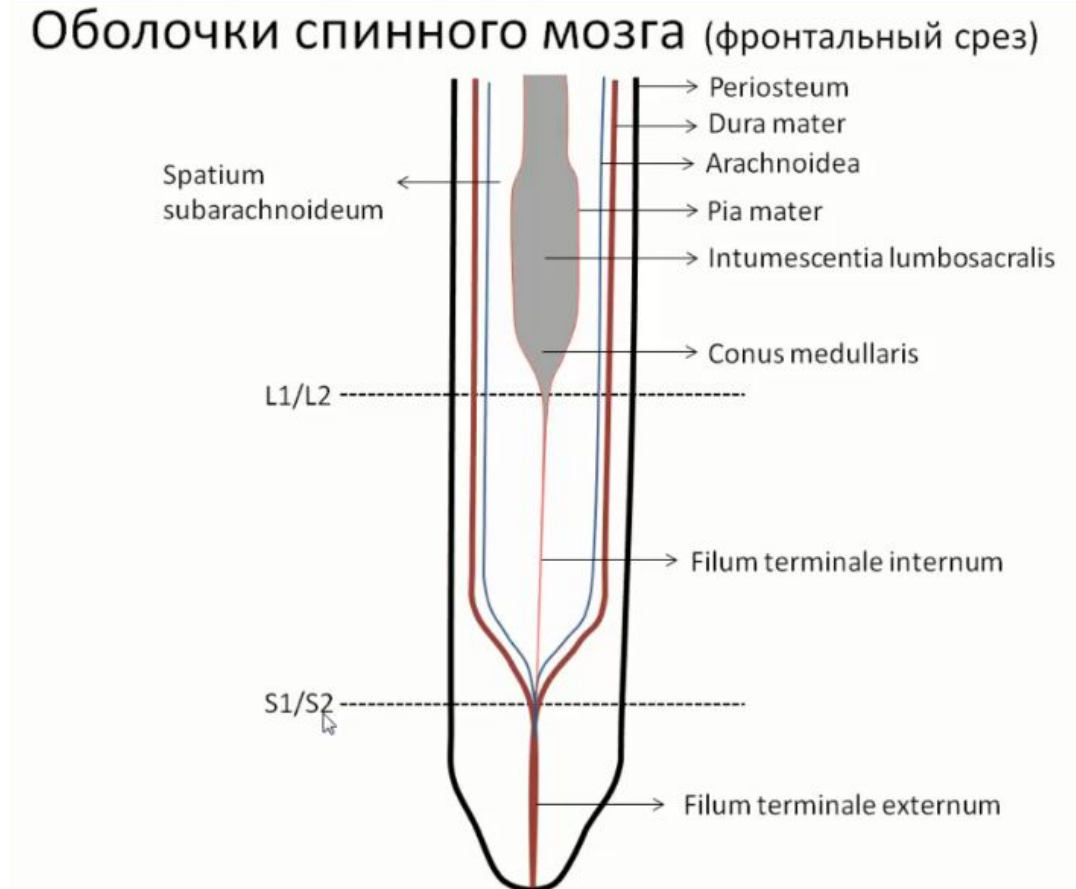 Оболочки спинного мозга (фронтальный срез)
Periosteum
Dura mater
Arachnoidea
Spatium
subarachnoideum
Pia mater
Intumescentia lumbosacralis
Conus medullaris
L1/L2
Filum terminale internum
S1/S2
Filum terminale externum